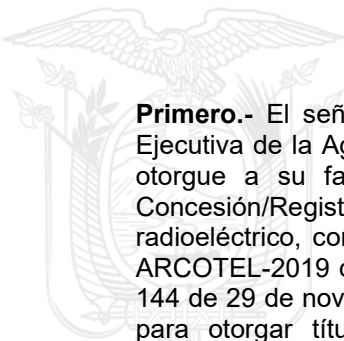 Primero.- El señ
Ejecutiva de la Ag
otorgue a su fa
Concesión/Regist
radioeléctrico, cor
ARCOTEL-2019 c
144 de 29 de nov
para otorgar títu